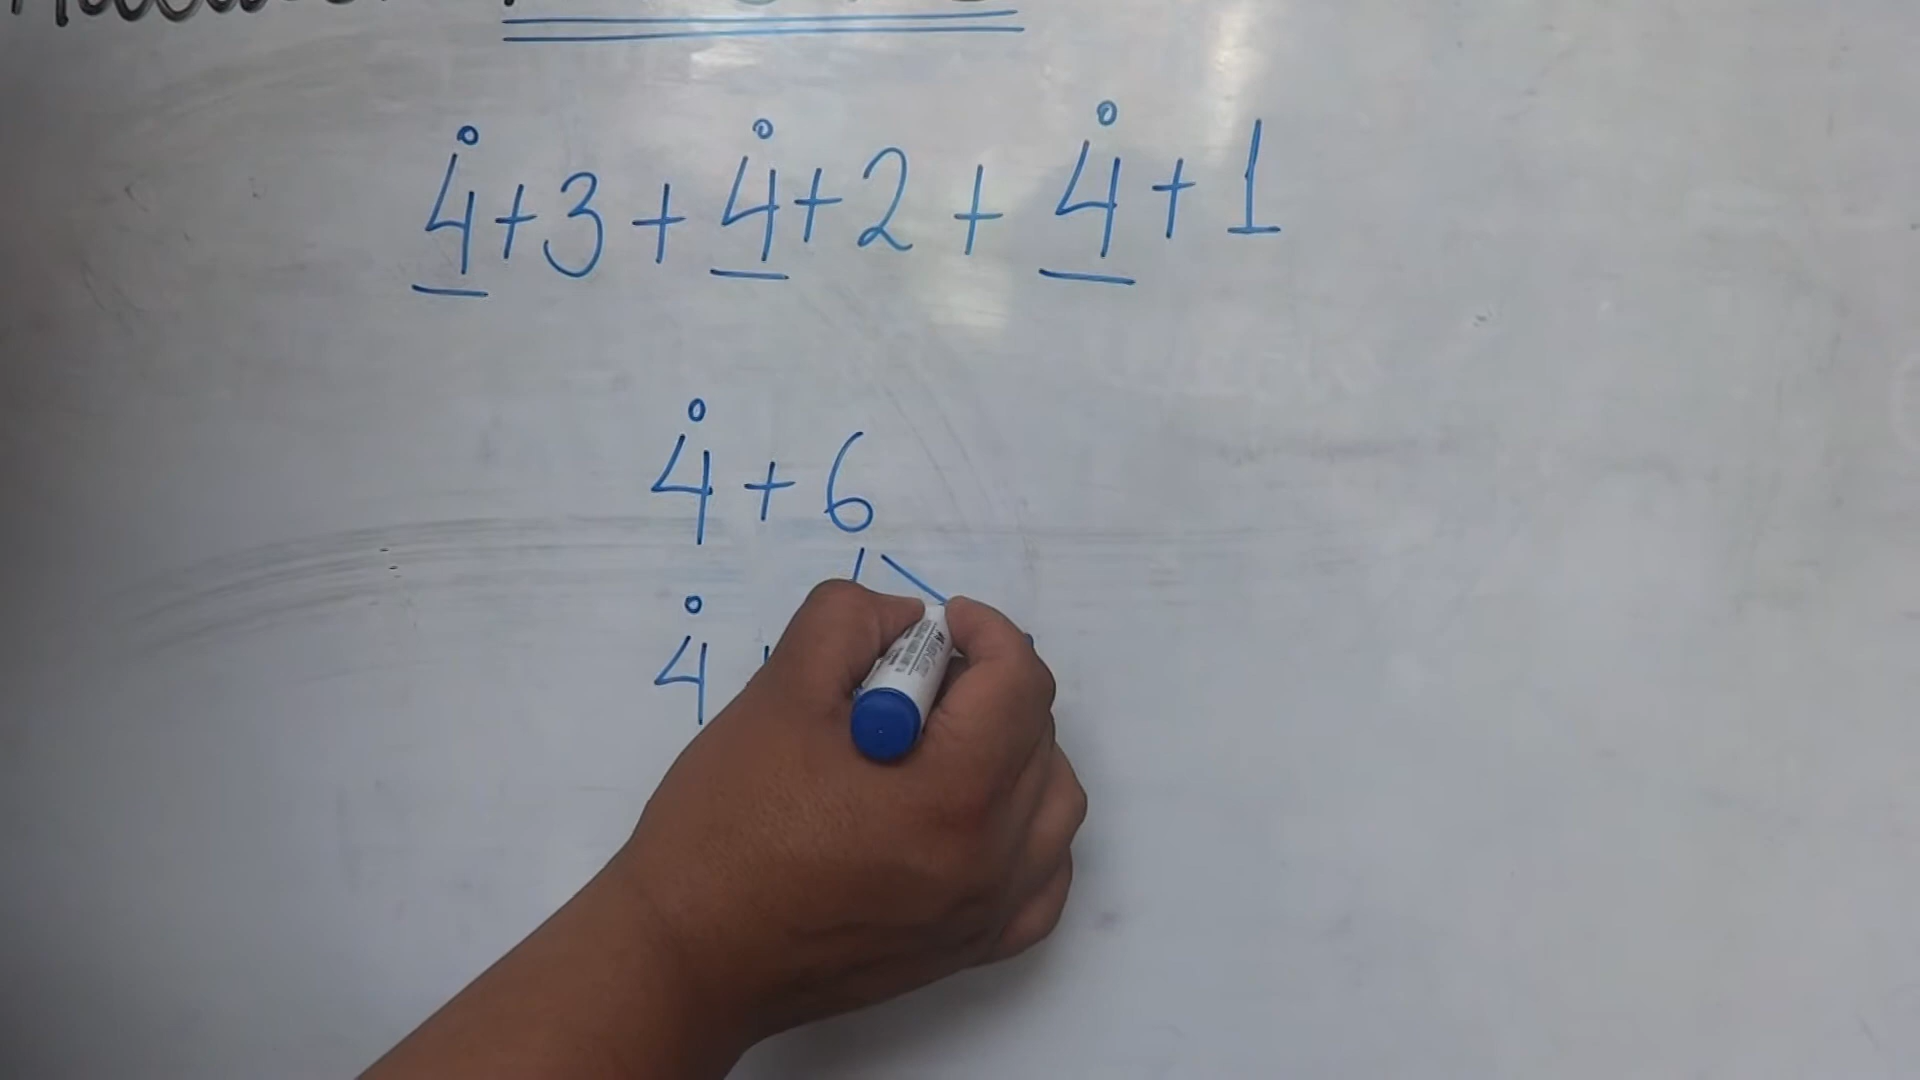 4̊ + 3 + 4̊ + 2 + 4̊ + 1
4̊ + 6
4̊